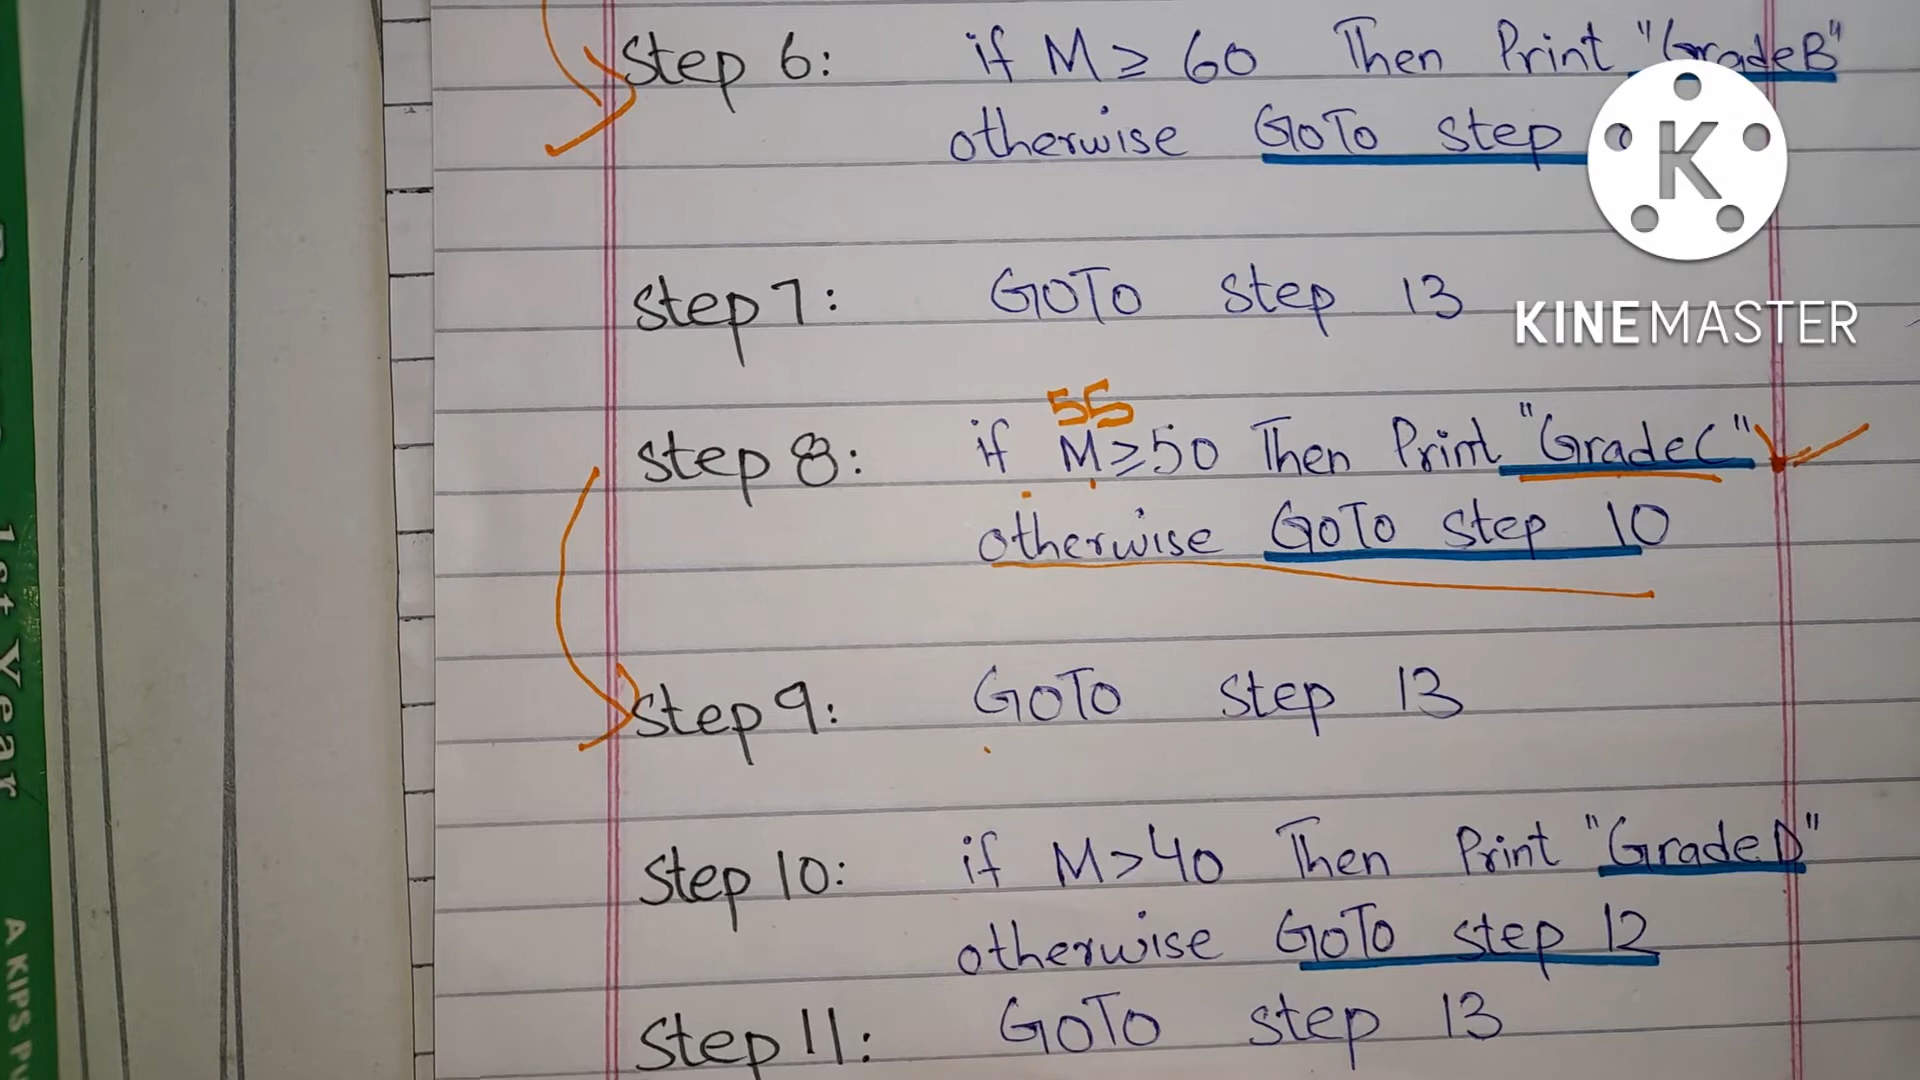 Step 6: if M ≥ 60 Then Print "GradeB"
otherwise GoTo step
KINEMASTER
Step 7: GOTO step 13
55
Step 8: if M≥50 Then Print "GradeC"
otherwise GoTo step 10
Step 9: GOTO step 13
Step 10: if M>40 Then Print "GradeD"
otherwise GoTo step 12
Step 11: GOTO step 13
1st Year
A KIPS